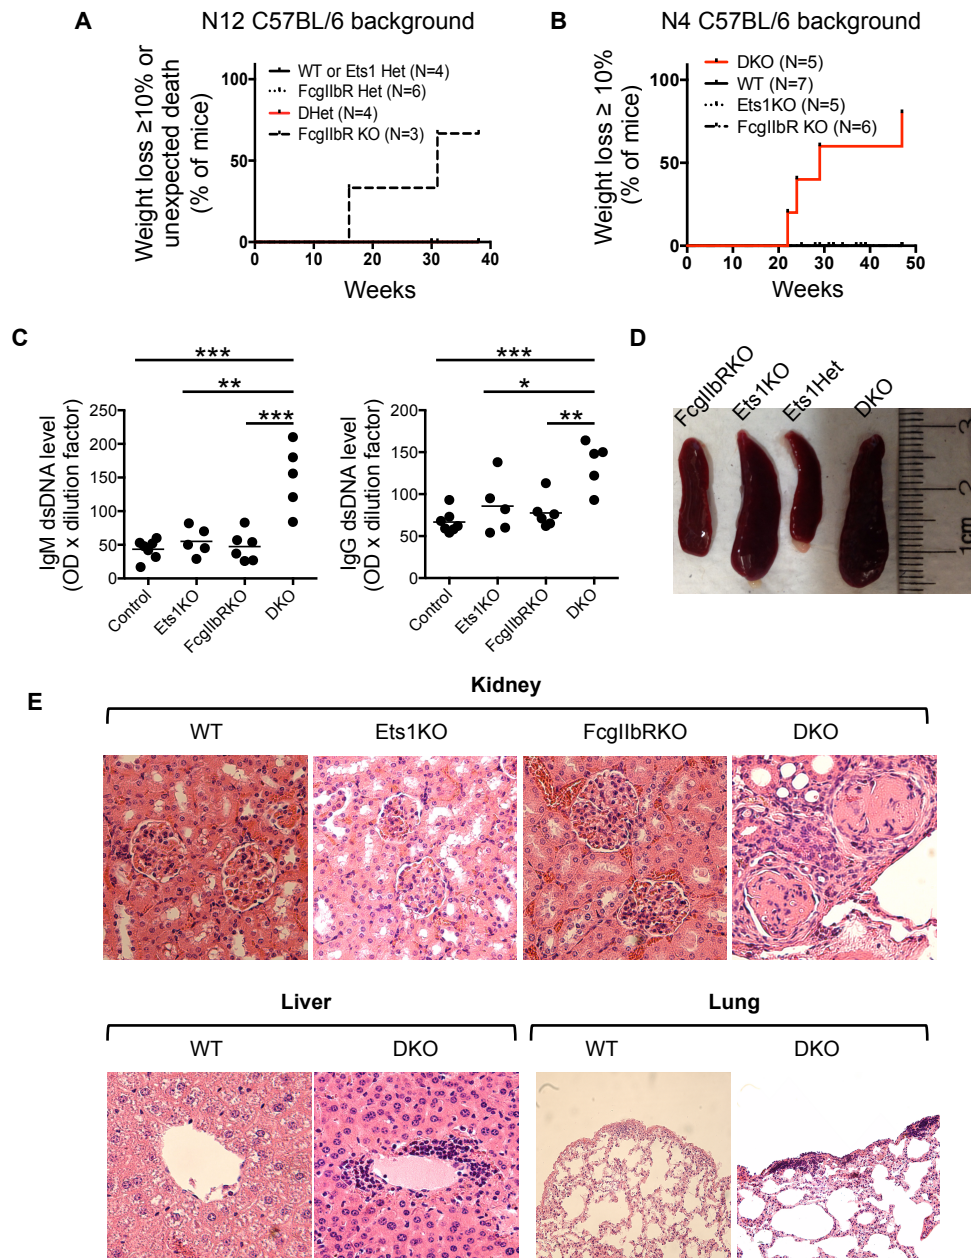 A
N12 C57BL/6 background
Weight loss ≥10% or
unexpected death
(% of mice)
100
50
0
WT or Ets1 Het (N=4)
FcgIIbR Het (N=6)
DHet (N=4)
FcgIIbR KO (N=3)
0 10 20 30 40
Weeks
B
N4 C57BL/6 background
Weight loss ≥ 10%
(% of mice)
100
50
0
DKO (N=5)
WT (N=7)
Ets1KO (N=5)
FcgIIbR KO (N=6)
0 10 20 30 40 50
Weeks
C
IgM dsDNA level
(OD x dilution factor)
***
**
***
250
200
150
100
50
0
Control
Ets1KO
FcgIIbRKO
DKO
IgG dsDNA level
(OD x dilution factor)
***
*
**
200
150
100
50
0
Control
Ets1KO
FcgIIbRKO
DKO
D
FcgIIbRKO
Ets1KO
Ets1Het
DKO
3
2
1cm
E
Kidney
WT Ets1KO FcgIIbRKO DKO
Liver Lung
WT DKO WT DKO